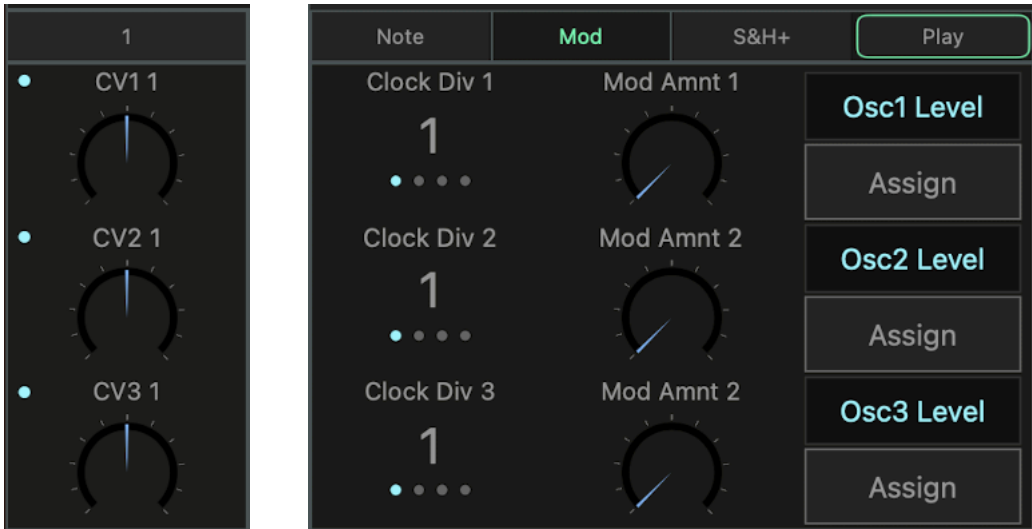 1
CV1 1
CV2 1
CV3 1
Note Mod S&H+ Play
Clock Div 1 Mod Amnt 1 Osc1 Level
1
Assign
Clock Div 2 Mod Amnt 2 Osc2 Level
1
Assign
Clock Div 3 Mod Amnt 2 Osc3 Level
1
Assign